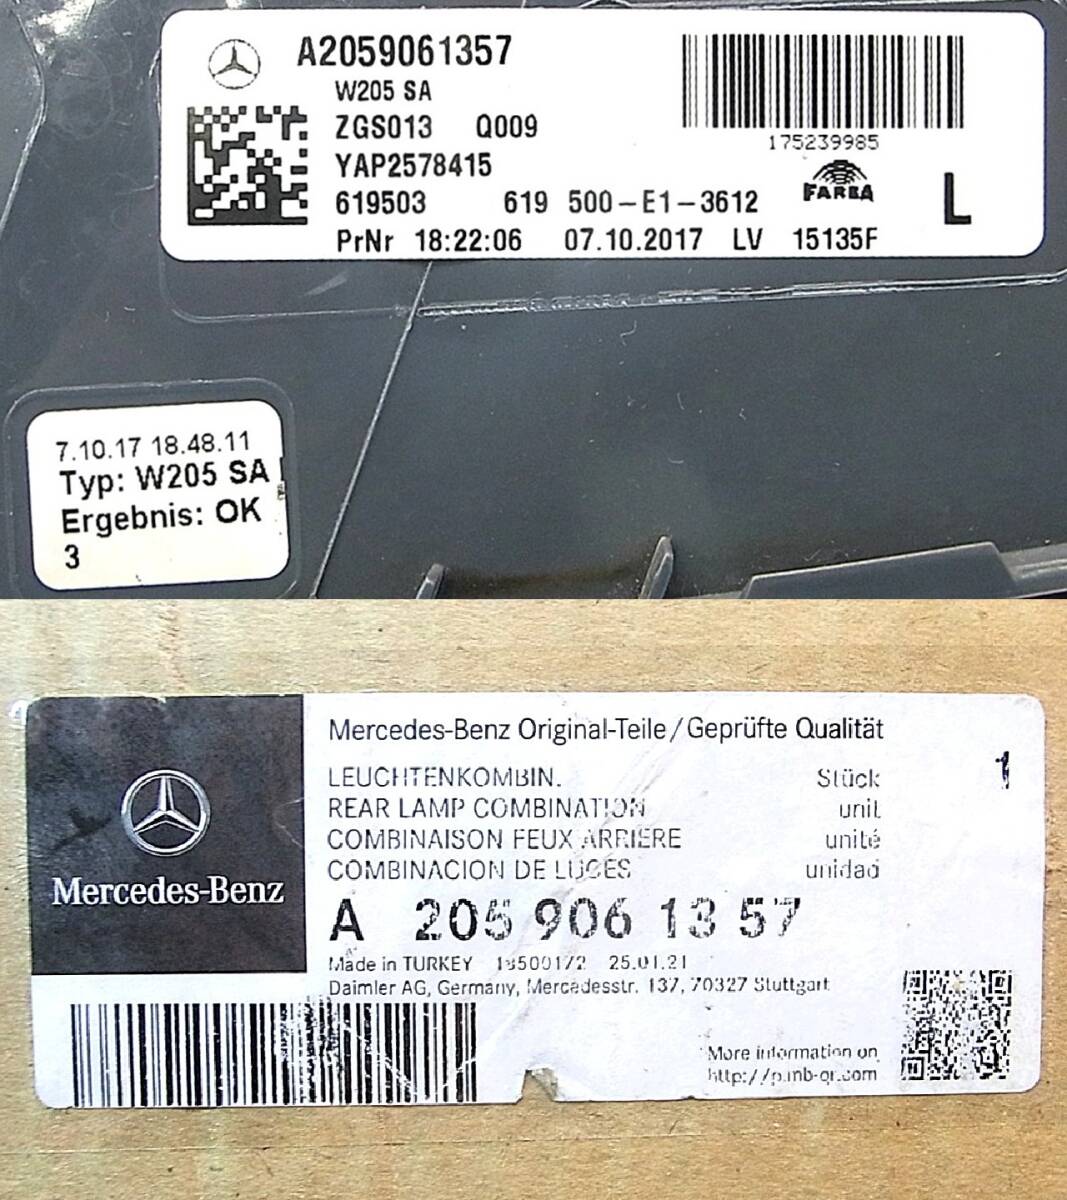 A2059061357
W205 SA
ZGS013 Q009
YAP2578415
619503 619 500-E1-3612
PrNr 18:22:06 07.10.2017 LV 15135F
175239985
FARBA
L
7.10.17 18.48.11
Typ: W205 SA
Ergebnis: OK
3
Mercedes-Benz
Mercedes-Benz Original-Teile/Geprüfte Qualität
LEUCHTENKOMBIN. Stück 1
REAR LAMP COMBINATION unit
COMBINAISON FEUX ARRIERE unité
COMBINACION DE LUCES unidad
A 205 906 13 57
Made in TURKEY 25.01.21
Daimler AG, Germany, Mercedesstr. 137, 70327 Stuttgart
More information on
http://p.mb-qr.com